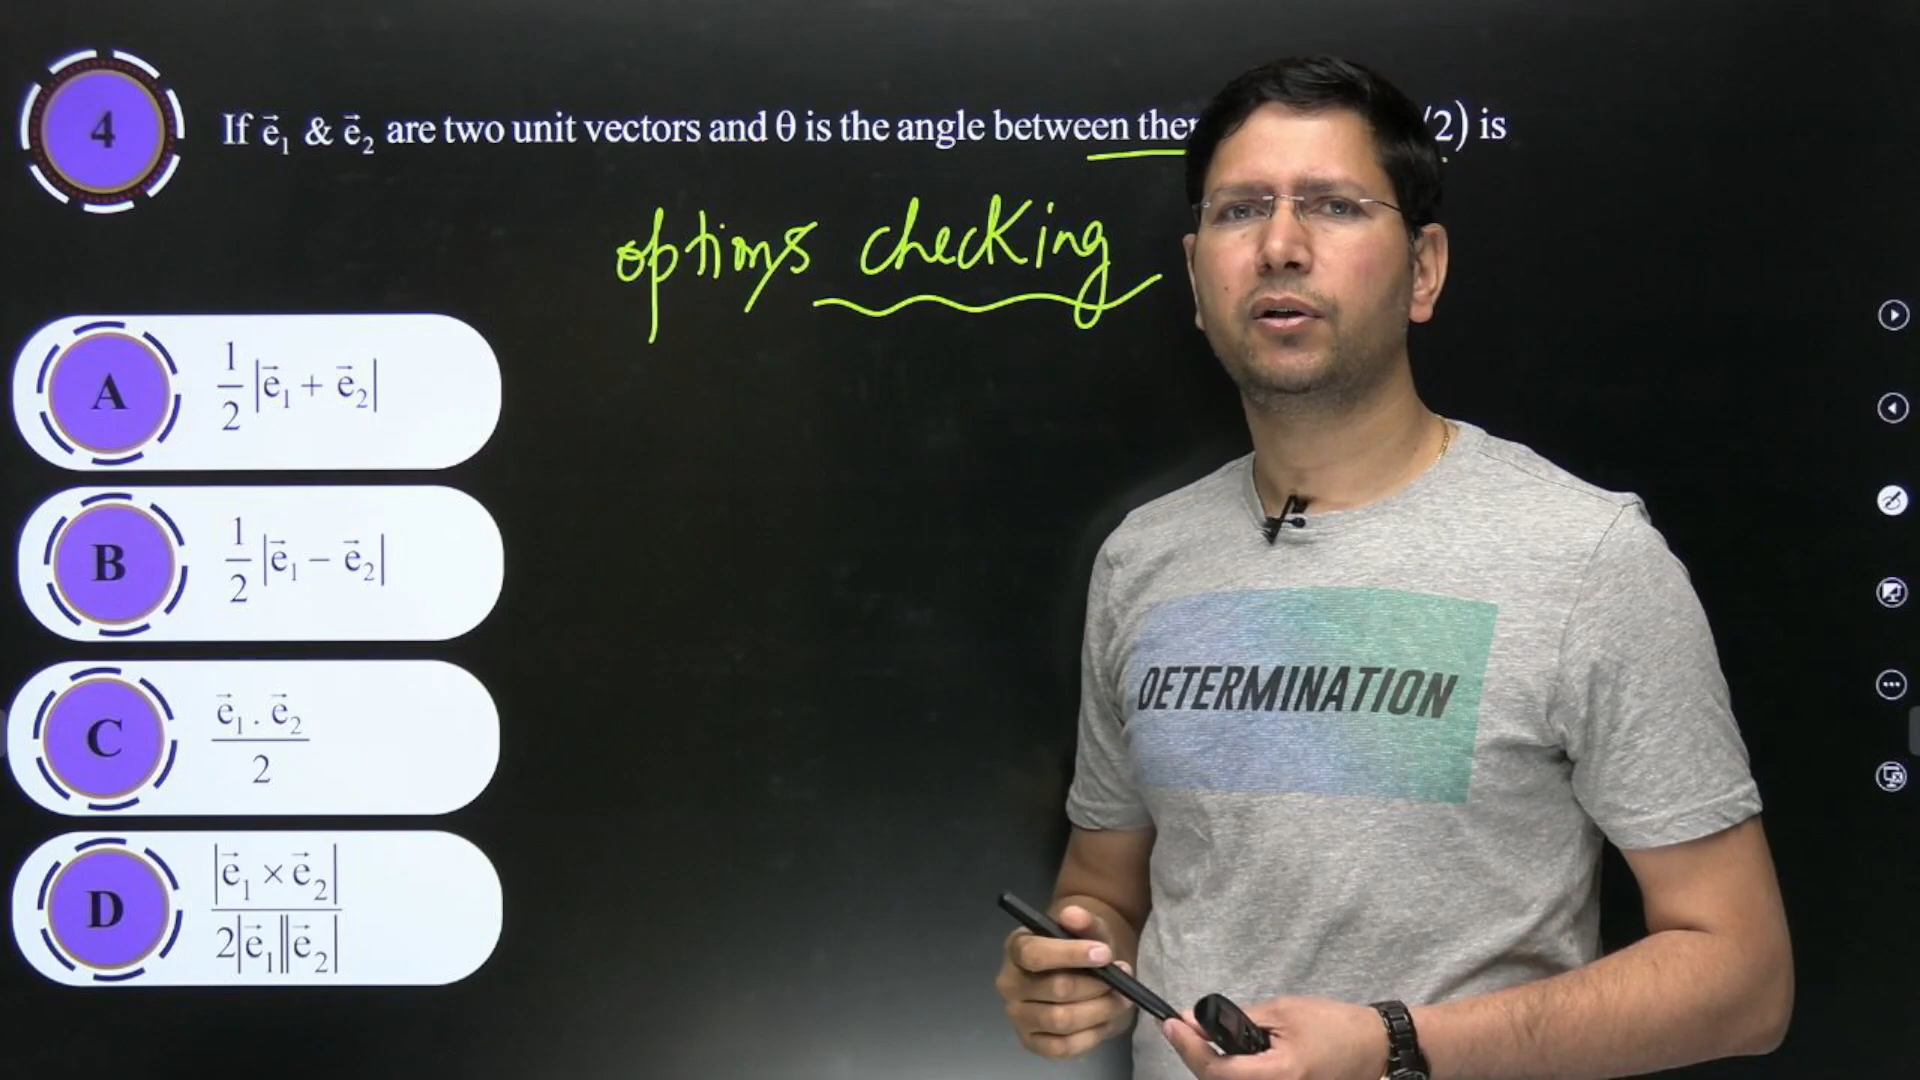 4
If e⃗₁ & e⃗₂ are two unit vectors and θ is the angle between /2) is
options checking
A
1/2 |e⃗₁ + e⃗₂|
B
1/2 |e⃗₁ − e⃗₂|
C
e⃗₁ . e⃗₂ / 2
D
|e⃗₁ × e⃗₂| / 2|e⃗₁||e⃗₂|
DETERMINATION